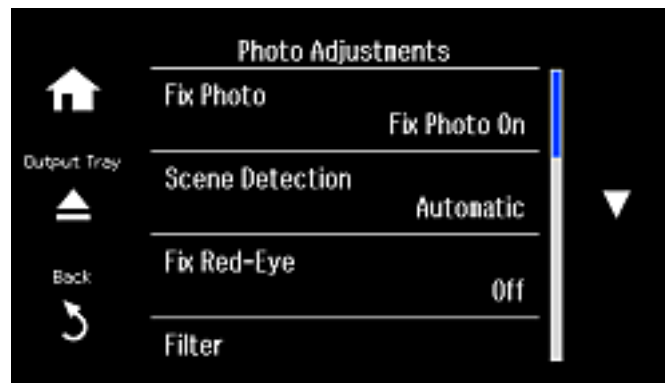 Photo Adjustments
Fix Photo
Fix Photo On
Output Tray
Scene Detection
Automatic
Fix Red-Eye
Off
Back
Filter